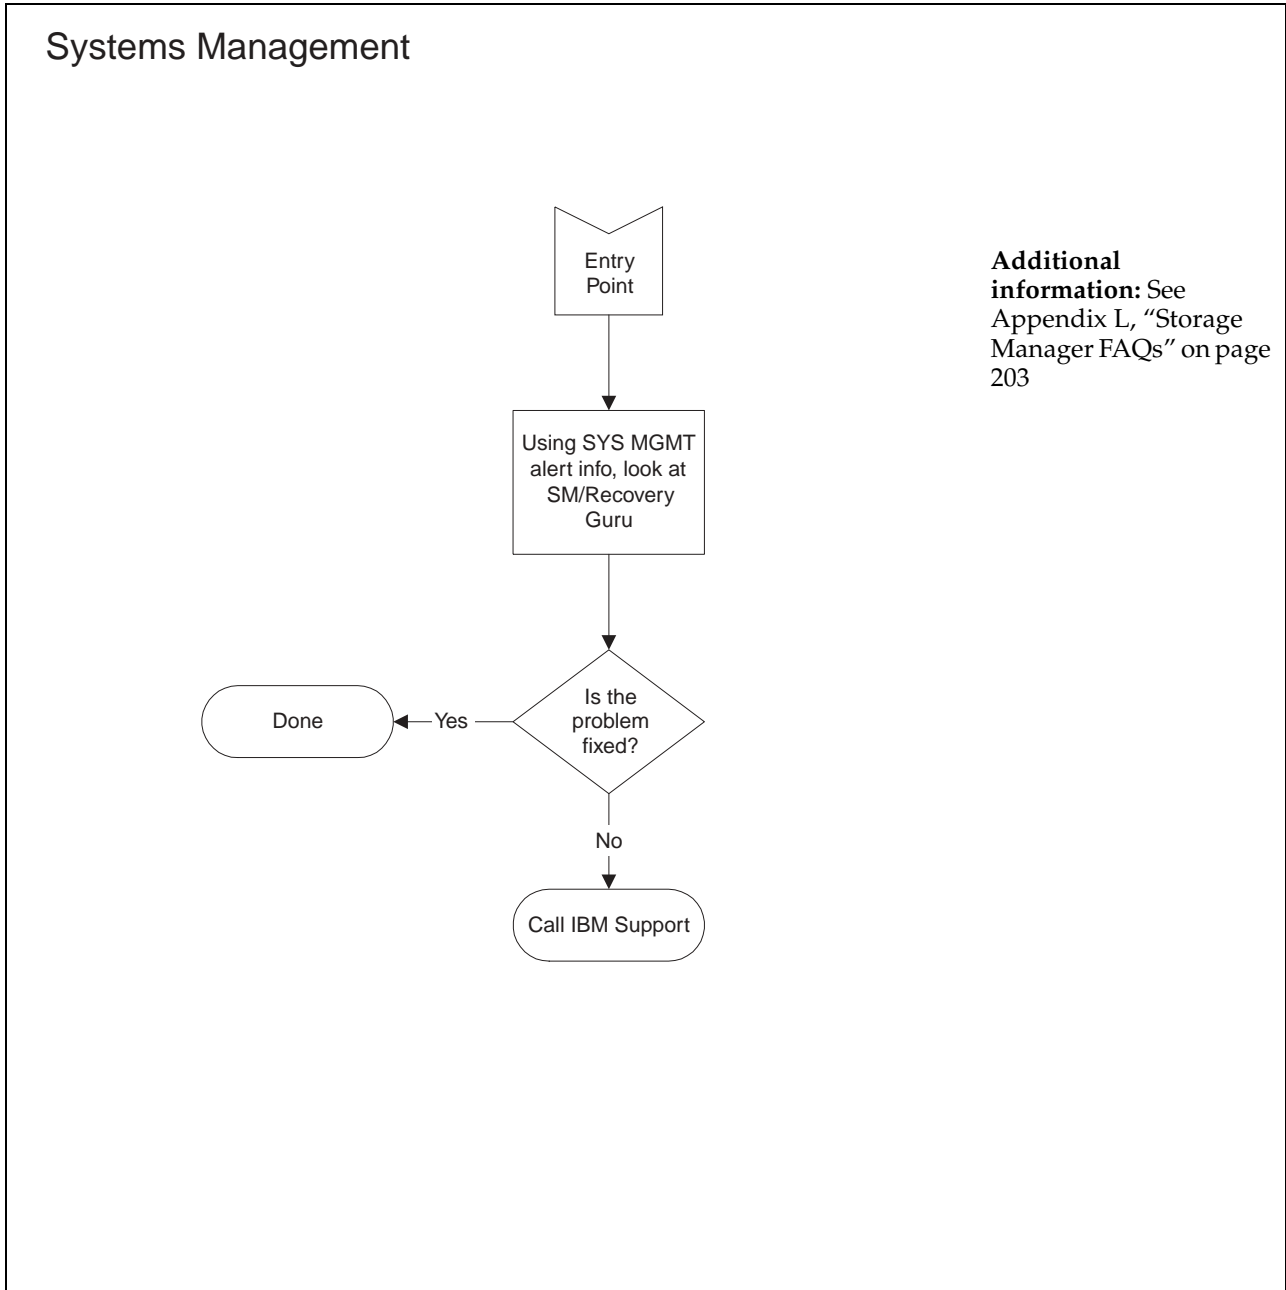 Systems Management
Entry
Point
Additional
information: See
Appendix L, “Storage
Manager FAQs” on page
203
Using SYS MGMT
alert info, look at
SM/Recovery
Guru
Is the
problem
fixed?
Yes
Done
No
Call IBM Support